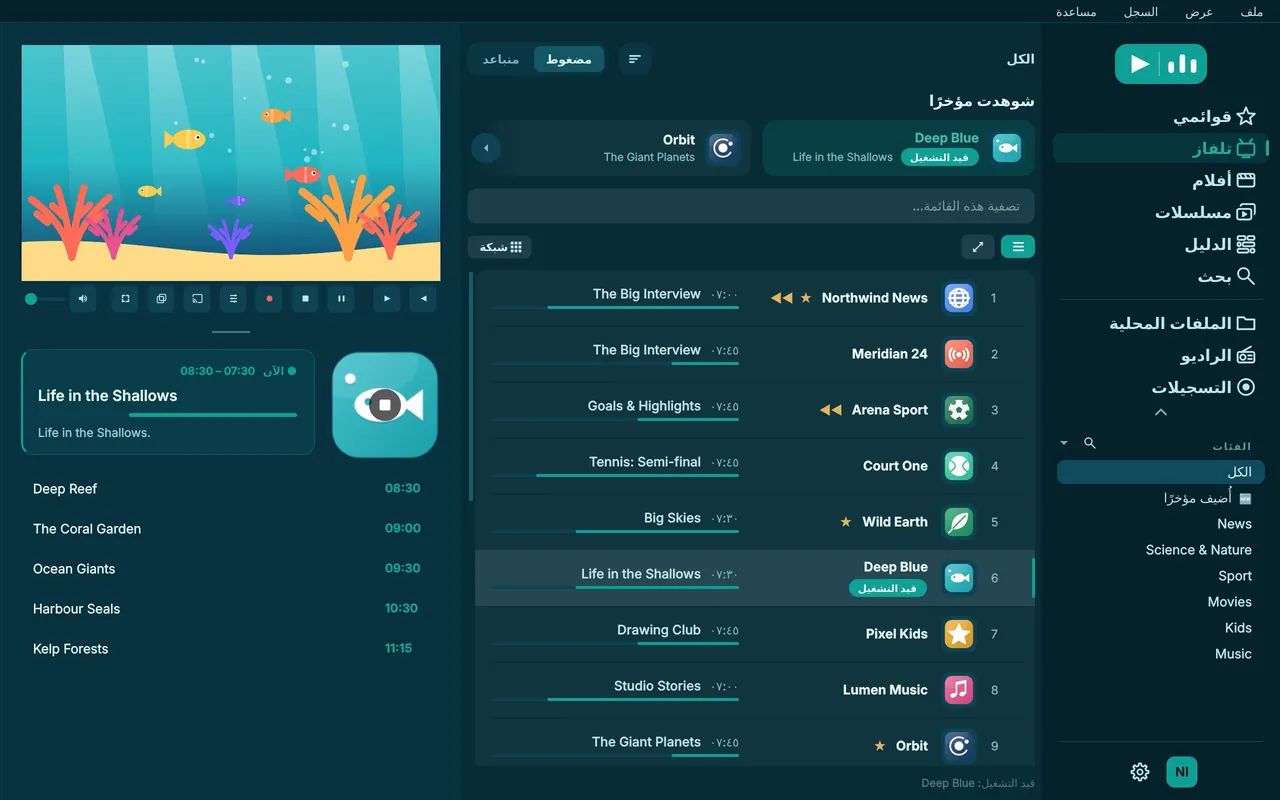 ملف
عرض
السجل
مساعدة
قوائمي
تلفاز
أفلام
مسلسلات
الدليل
بحث
الملفات المحلية
الراديو
التسجيلات
الفئات
الكل
أُضيف مؤخرًا
News
Science & Nature
Sport
Movies
Kids
Music
NI
الكل
مضغوط
متباعد
شوهدت مؤخرًا
Deep Blue
قيد التشغيل Life in the Shallows
Orbit
The Giant Planets
تصفية هذه القائمة...
شبكة
1 Northwind News ٠٧:٠٠ The Big Interview
2 Meridian 24 ٠٧:٤٥ The Big Interview
3 Arena Sport ٠٧:٤٥ Goals & Highlights
4 Court One ٠٧:٤٥ Tennis: Semi-final
5 Wild Earth ٠٧:٣٠ Big Skies
6 Deep Blue ٠٧:٣٠ Life in the Shallows
قيد التشغيل
7 Pixel Kids ٠٧:٤٥ Drawing Club
8 Lumen Music ٠٧:٠٠ Studio Stories
9 Orbit ٠٧:٤٥ The Giant Planets
قيد التشغيل: Deep Blue
الآن 07:30 – 08:30
Life in the Shallows
Life in the Shallows.
Deep Reef 08:30
The Coral Garden 09:00
Ocean Giants 09:30
Harbour Seals 10:30
Kelp Forests 11:15